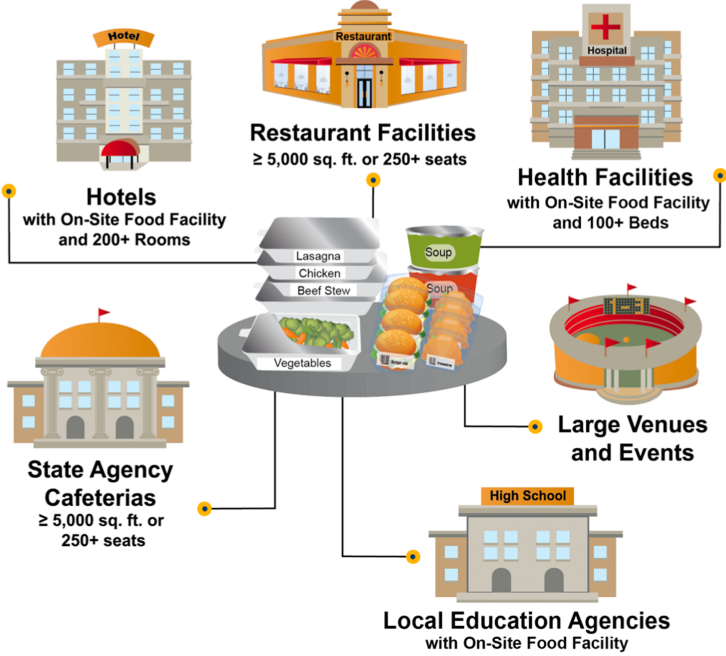 Hotel
Hotels
with On-Site Food Facility
and 200+ Rooms
Restaurant
Restaurant Facilities
≥ 5,000 sq. ft. or 250+ seats
Hospital
Health Facilities
with On-Site Food Facility
and 100+ Beds
Lasagna
Chicken
Beef Stew
Vegetables
Soup
Soup
State Agency
Cafeterias
≥ 5,000 sq. ft. or
250+ seats
Large Venues
and Events
High School
Local Education Agencies
with On-Site Food Facility